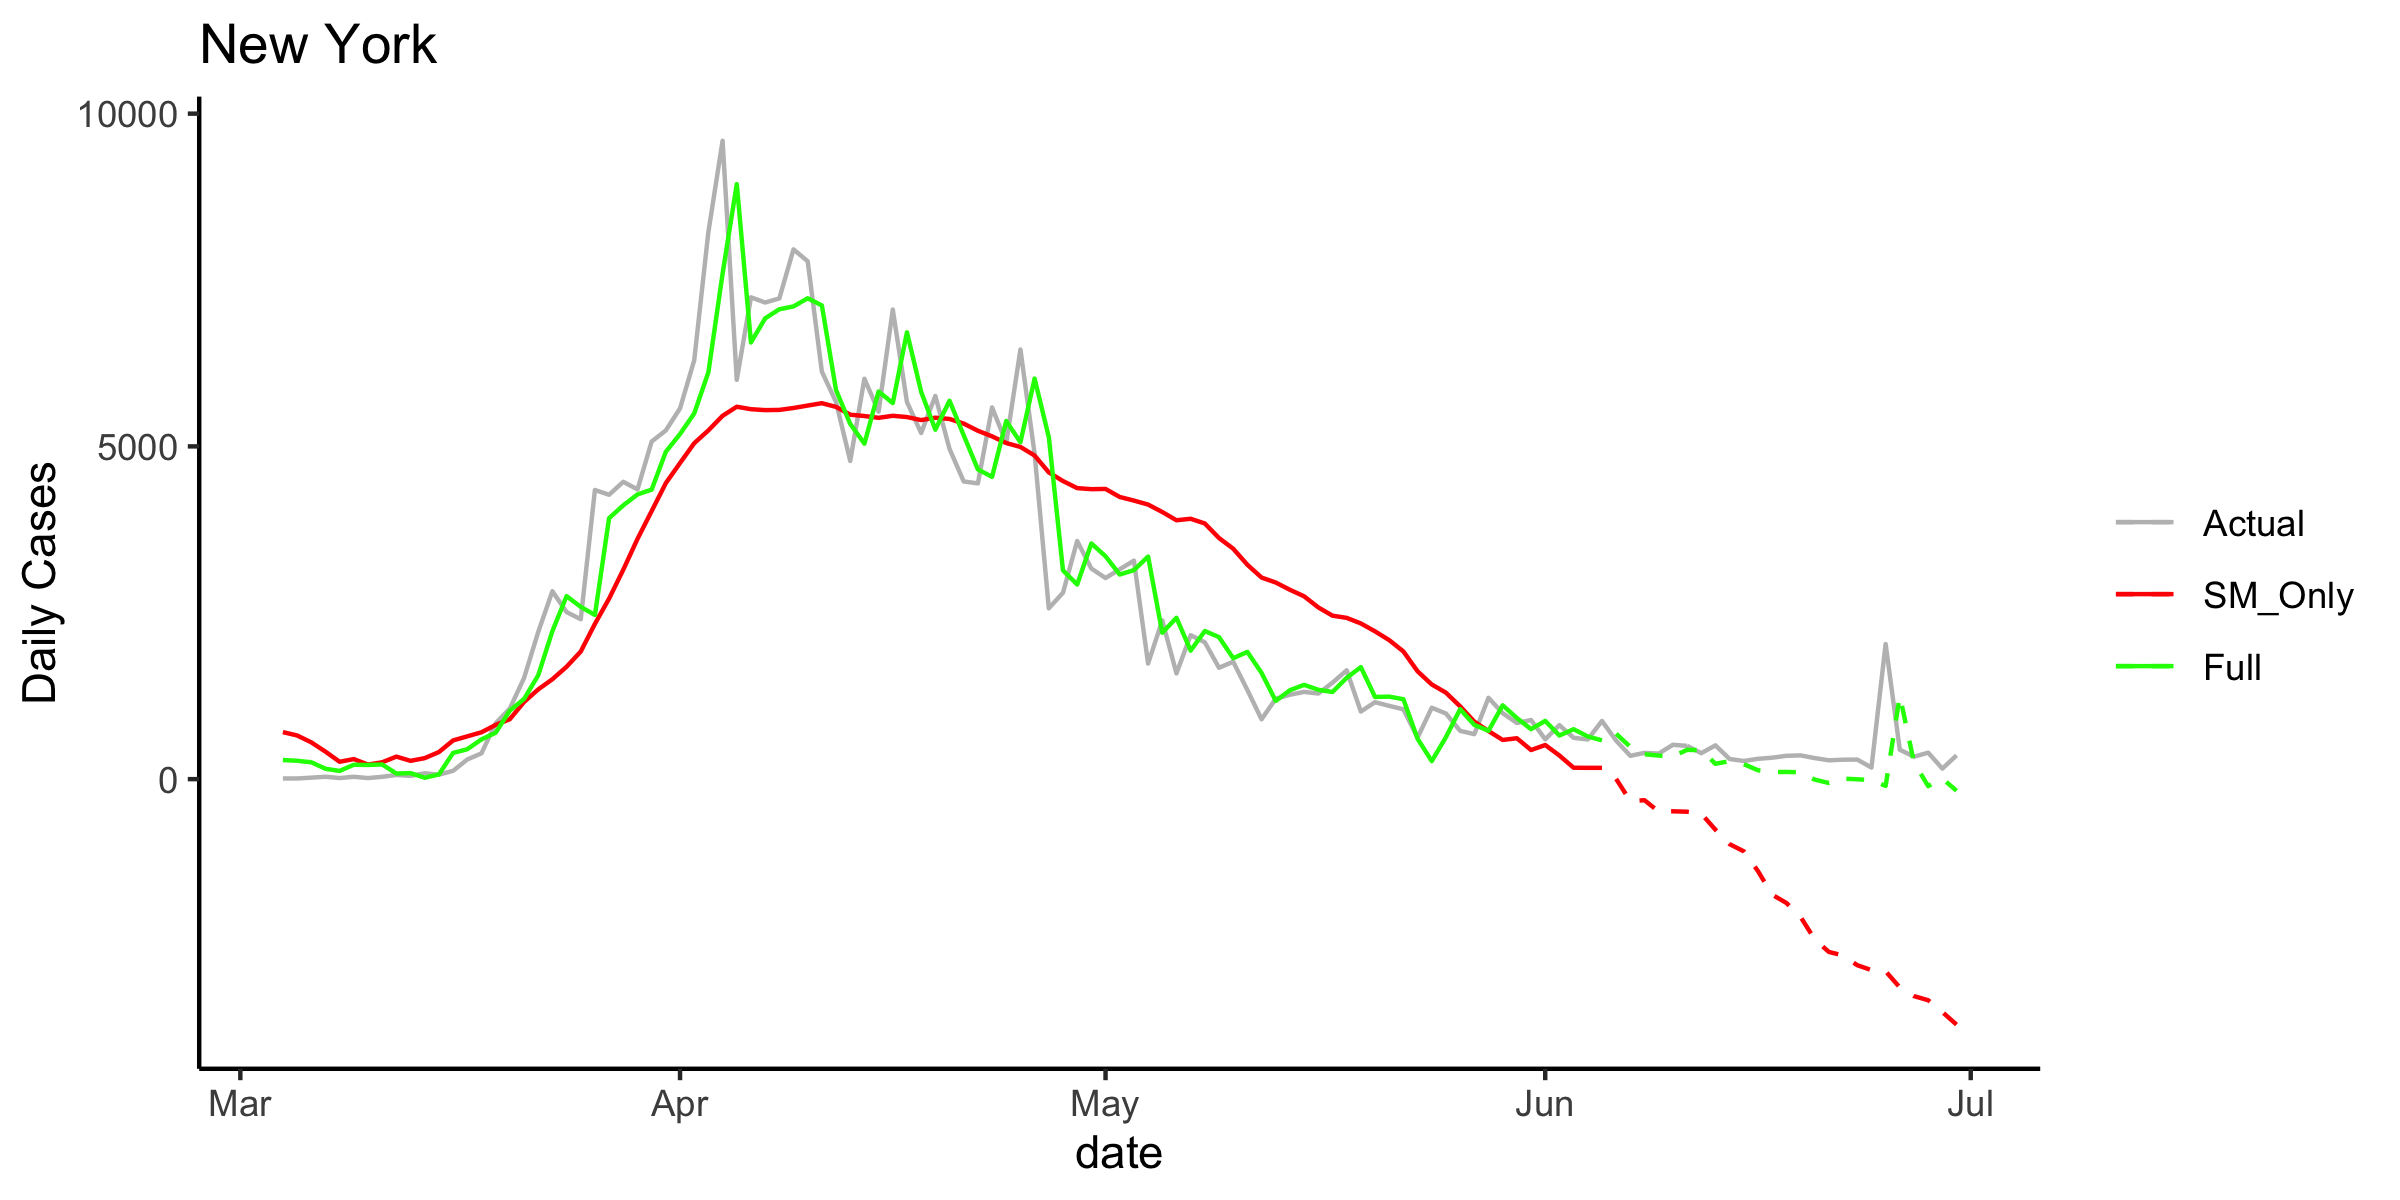 New York
10000
5000
0
Daily Cases
Mar
Apr
May
Jun
Jul
date
Actual
SM_Only
Full